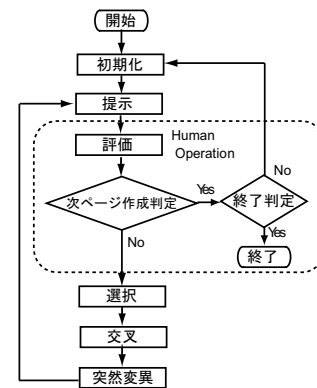 開始
初期化
提示
評価
Human
Operation
次ページ作成判定
Yes
終了判定
No
Yes
終了
No
選択
交叉
突然変異